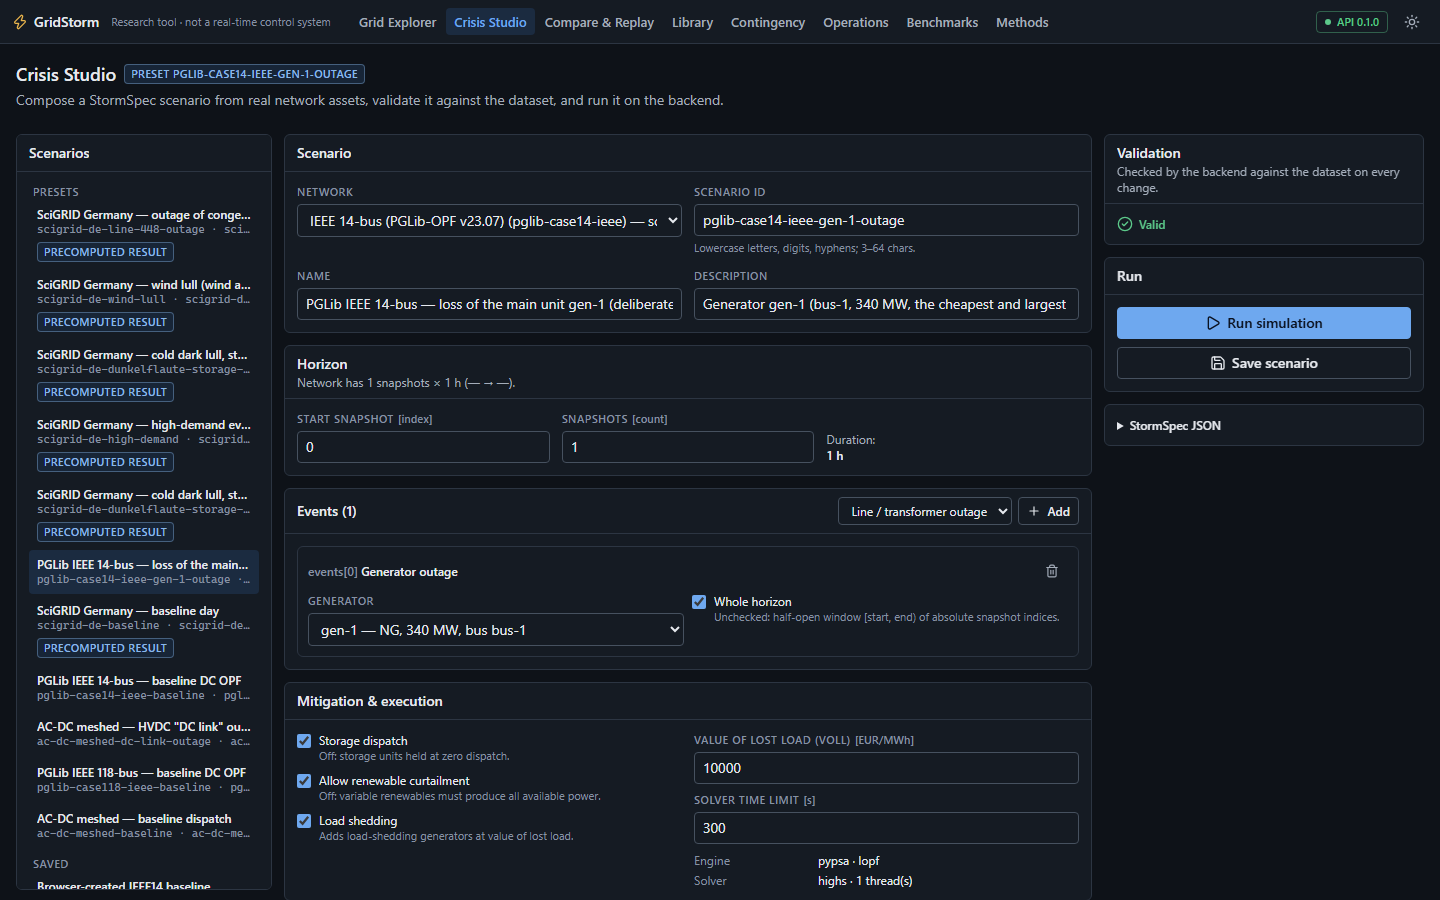 GridStorm
Research tool · not a real-time control system
Grid Explorer
Crisis Studio
Compare & Replay
Library
Contingency
Operations
Benchmarks
Methods
API 0.1.0
Crisis Studio
PRESET PGLIB-CASE14-IEEE-GEN-1-OUTAGE
Compose a StormSpec scenario from real network assets, validate it against the dataset, and run it on the backend.
Scenarios
PRESETS
SciGRID Germany — outage of conge...
scigrid-de-line-448-outage · sci...
PRECOMPUTED RESULT
SciGRID Germany — wind lull (wind a...
scigrid-de-wind-lull · scigrid-d...
PRECOMPUTED RESULT
SciGRID Germany — cold dark lull, st...
scigrid-de-dunkelflaute-storage-...
PRECOMPUTED RESULT
SciGRID Germany — high-demand ev...
scigrid-de-high-demand · scigrid...
PRECOMPUTED RESULT
SciGRID Germany — cold dark lull, st...
scigrid-de-dunkelflaute-storage-...
PRECOMPUTED RESULT
PGLib IEEE 14-bus — loss of the main...
pglib-case14-ieee-gen-1-outage ·...
SciGRID Germany — baseline day
scigrid-de-baseline · scigrid-de...
PRECOMPUTED RESULT
PGLib IEEE 14-bus — baseline DC OPF
pglib-case14-ieee-baseline · pgl...
AC-DC meshed — HVDC "DC link" ou...
ac-dc-meshed-dc-link-outage · ac...
PGLib IEEE 118-bus — baseline DC OPF
pglib-case118-ieee-baseline · pg...
AC-DC meshed — baseline dispatch
ac-dc-meshed-baseline · ac-dc-me...
SAVED
Browser-created IEEE14 baseline
Scenario
NETWORK
IEEE 14-bus (PGLib-OPF v23.07) (pglib-case14-ieee) — sc
SCENARIO ID
pglib-case14-ieee-gen-1-outage
Lowercase letters, digits, hyphens; 3–64 chars.
NAME
PGLib IEEE 14-bus — loss of the main unit gen-1 (deliberate
DESCRIPTION
Generator gen-1 (bus-1, 340 MW, the cheapest and largest
Horizon
Network has 1 snapshots × 1 h (— → —).
START SNAPSHOT [index]
0
SNAPSHOTS [count]
1
Duration:
1 h
Events (1)
Line / transformer outage
Add
events[0] Generator outage
GENERATOR
gen-1 — NG, 340 MW, bus bus-1
Whole horizon
Unchecked: half-open window [start, end) of absolute snapshot indices.
Mitigation & execution
Storage dispatch
Off: storage units held at zero dispatch.
Allow renewable curtailment
Off: variable renewables must produce all available power.
Load shedding
Adds load-shedding generators at value of lost load.
VALUE OF LOST LOAD (VOLL) [EUR/MWh]
10000
SOLVER TIME LIMIT [s]
300
Engine
pypsa · lopf
Solver
highs · 1 thread(s)
Validation
Checked by the backend against the dataset on every
change.
Valid
Run
Run simulation
Save scenario
StormSpec JSON